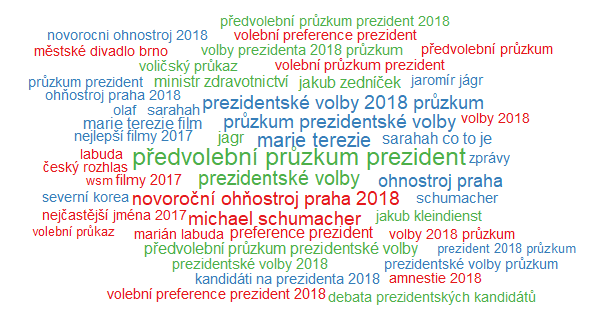 předvolební průzkum prezident 2018
novorocni ohnostroj 2018 volební preference prezident
městské divadlo brno volby prezidenta 2018 průzkum předvolební průzkum
voličský průkaz volební průzkum prezident
průzkum prezident ministr zdravotnictví jakub zedníček jaromír jágr
ohňostroj praha 2018 prezidentské volby 2018 průzkum
olaf sarahah průzkum prezidentské volby volby 2018
marie terezie film
nejlepší filmy 2017 jagr marie terezie sarahah co to je
labuda předvolební průzkum prezident zprávy
český rozhlas
wsm filmy 2017 prezidentské volby ohnostroj praha
severní korea novoroční ohňostroj praha 2018 schumacher
nejčastější jména 2017 michael schumacher jakub kleindienst
volební průkaz marián labuda preference prezident volby 2018 průzkum
předvolební průzkum prezidentské volby prezident 2018 průzkum
prezidentské volby 2018 prezidentské volby průzkum
kandidáti na prezidenta 2018 amnestie 2018
volební preference prezident 2018 debata prezidentských kandidátů